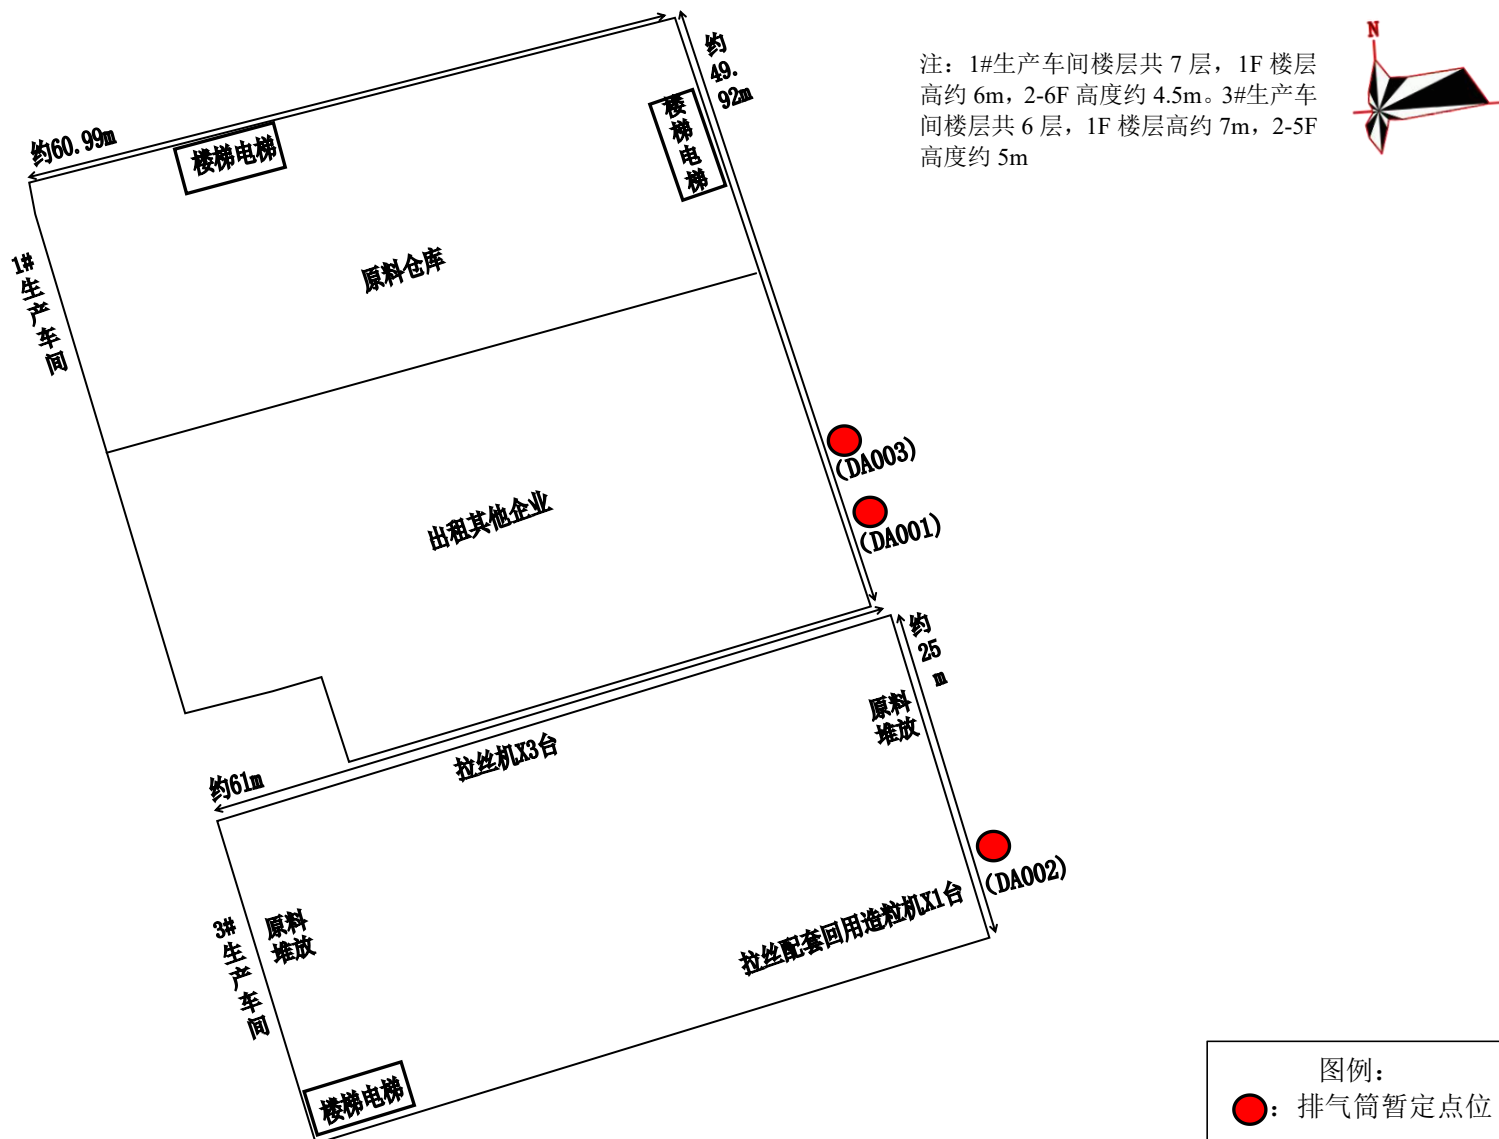 注：1#生产车间楼层共 7 层，1F 楼层
高约 6m，2-6F 高度约 4.5m。3#生产车
间楼层共 6 层，1F 楼层高约 7m，2-5F
高度约 5m
N
约60.99m
约
49.
92m
楼梯电梯
楼
梯
电
梯
1#
生
产
车
间
原料仓库
出租其他企业
(DA003)
(DA001)
约61m
约
25
m
拉丝机X3台
原料
堆放
3#
生
产
车
间
原料
堆放
拉丝配套回用造粒机X1台
(DA002)
楼梯电梯
图例：
：排气筒暂定点位